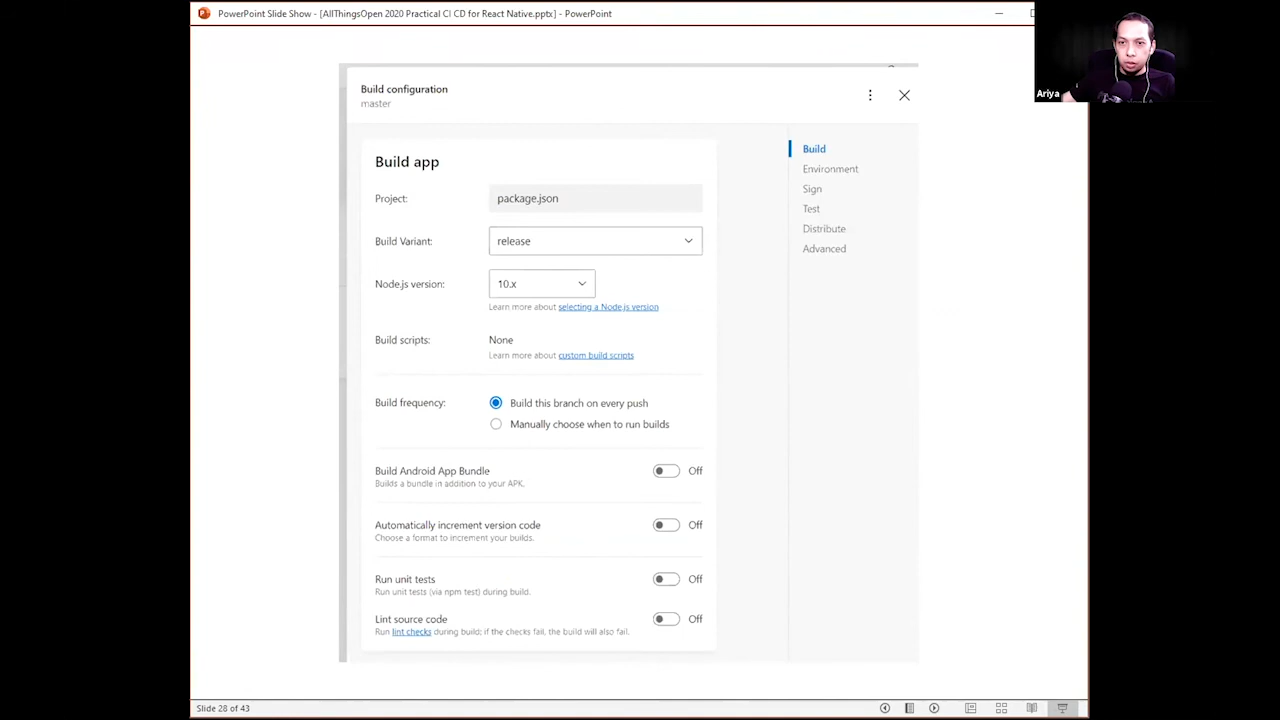 PowerPoint Slide Show - [AllThingsOpen 2020 Practical CI CD for React Native.pptx] - PowerPoint
Ariya
Build configuration
master
Build app
Project: package.json
Build Variant: release
Node.js version: 10.x
Learn more about selecting a Node.js version
Build scripts: None
Learn more about custom build scripts
Build frequency: Build this branch on every push
Manually choose when to run builds
Build Android App Bundle Off
Builds a bundle in addition to your APK.
Automatically increment version code Off
Choose a format to increment your builds.
Run unit tests Off
Run unit tests (via npm test) during build.
Lint source code Off
Run lint checks during build; if the checks fail, the build will also fail.
Build
Environment
Sign
Test
Distribute
Advanced
Slide 28 of 43